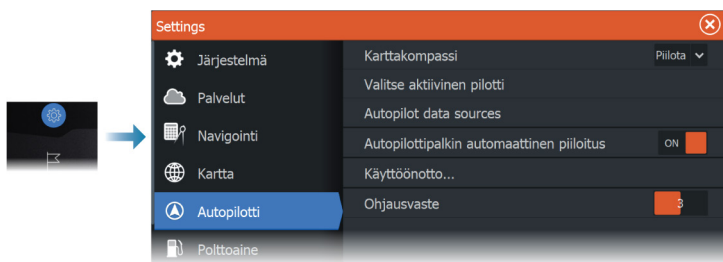 Settings
Järjestelmä
Palvelut
Navigointi
Kartta
Autopilotti
Polttoaine
Karttakompassi Piilota
Valitse aktiivinen pilotti
Autopilot data sources
Autopilottipalkin automaattinen piiloitus ON
Käyttöönotto...
Ohjausvaste 3